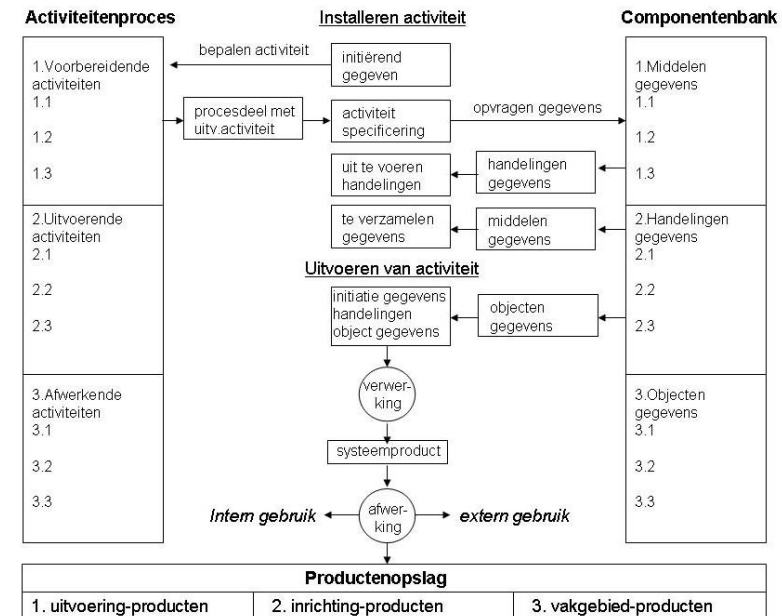 Activiteitenproces
Installeren activiteit
Componentenbank
1.Voorbereidende
activiteiten
1.1
1.2
1.3
2.Uitvoerende
activiteiten
2.1
2.2
2.3
3.Afwerkende
activiteiten
3.1
3.2
3.3
bepalen activiteit
initiërend
gegeven
procesdeel met
uitv.activiteit
activiteit
specificering
opvragen gegevens
uit te voeren
handelingen
handelingen
gegevens
te verzamelen
gegevens
middelen
gegevens
Uitvoeren van activiteit
initiatie gegevens
handelingen
object gegevens
objecten
gegevens
verwer-
king
systeemproduct
Intern gebruik
afwer-
king
extern gebruik
1.Middelen
gegevens
1.1
1.2
1.3
2.Handelingen
gegevens
2.1
2.2
2.3
3.Objecten
gegevens
3.1
3.2
3.3
Productenopslag
1. uitvoering-producten
2. inrichting-producten
3. vakgebied-producten